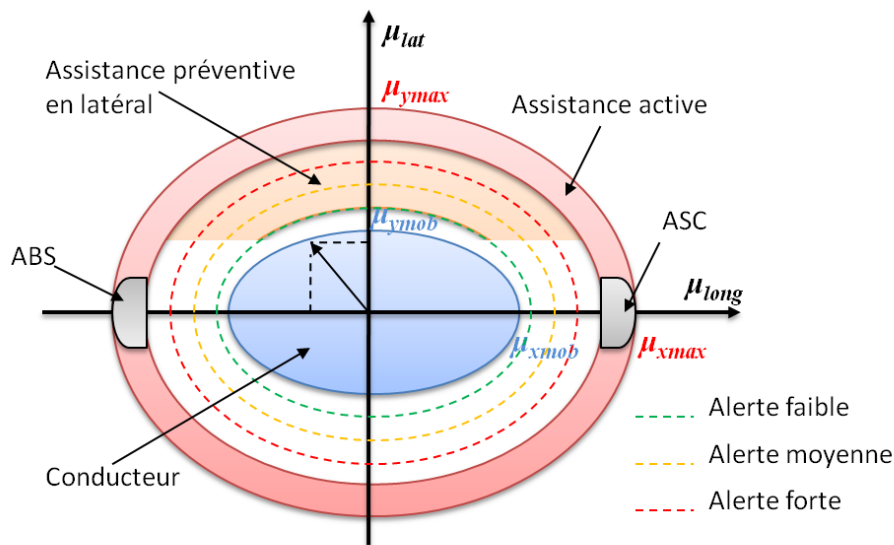 μlat
Assistance préventive
en latéral
μymax
Assistance active
μymob
ASC
ABS
μlong
μxmob
μxmax
Alerte faible
Alerte moyenne
Conducteur
Alerte forte